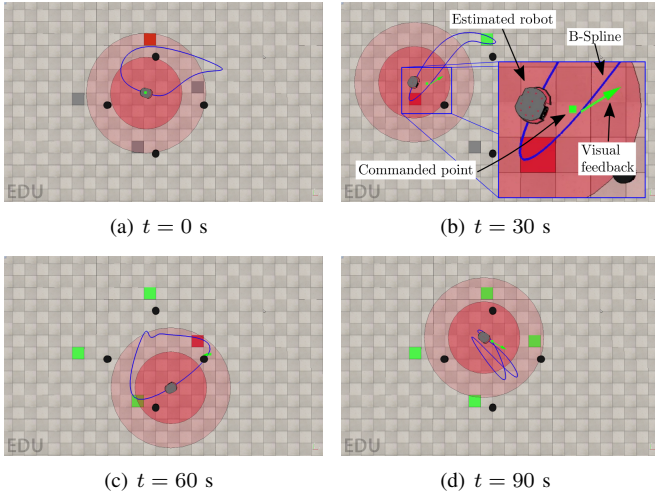 Estimated robot
B-Spline
Commanded point
Visual
feedback
EDU
EDU
(a) t = 0 s
(b) t = 30 s
EDU
EDU
(c) t = 60 s
(d) t = 90 s